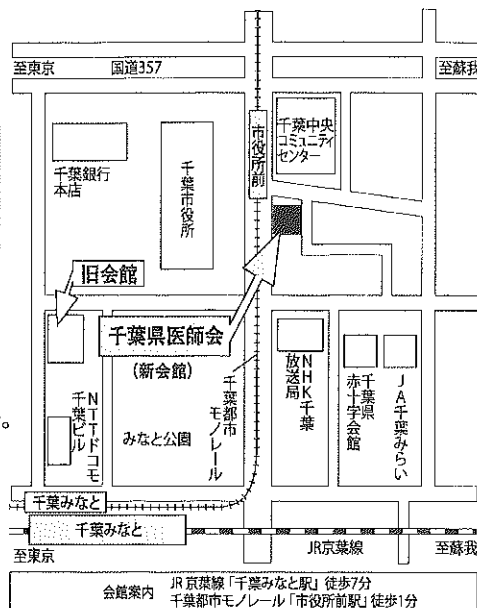 至東京
国道357
至蘇我
千葉銀行
本店
千葉市役所
市役所前
千葉中央
コミュニティ
センター
旧会館
千葉県医師会
(新会館)
NTTドコモ
千葉ビル
みなと公園
千葉都市
モノレール
NHK千葉
放送局
千葉県
赤十字会館
JA千葉みらい
。
千葉みなと
千葉みなと
至東京
JR京葉線
至蘇我
会館案内 JR京葉線「千葉みなと駅」徒歩7分
千葉都市モノレール「市役所前駅」徒歩1分